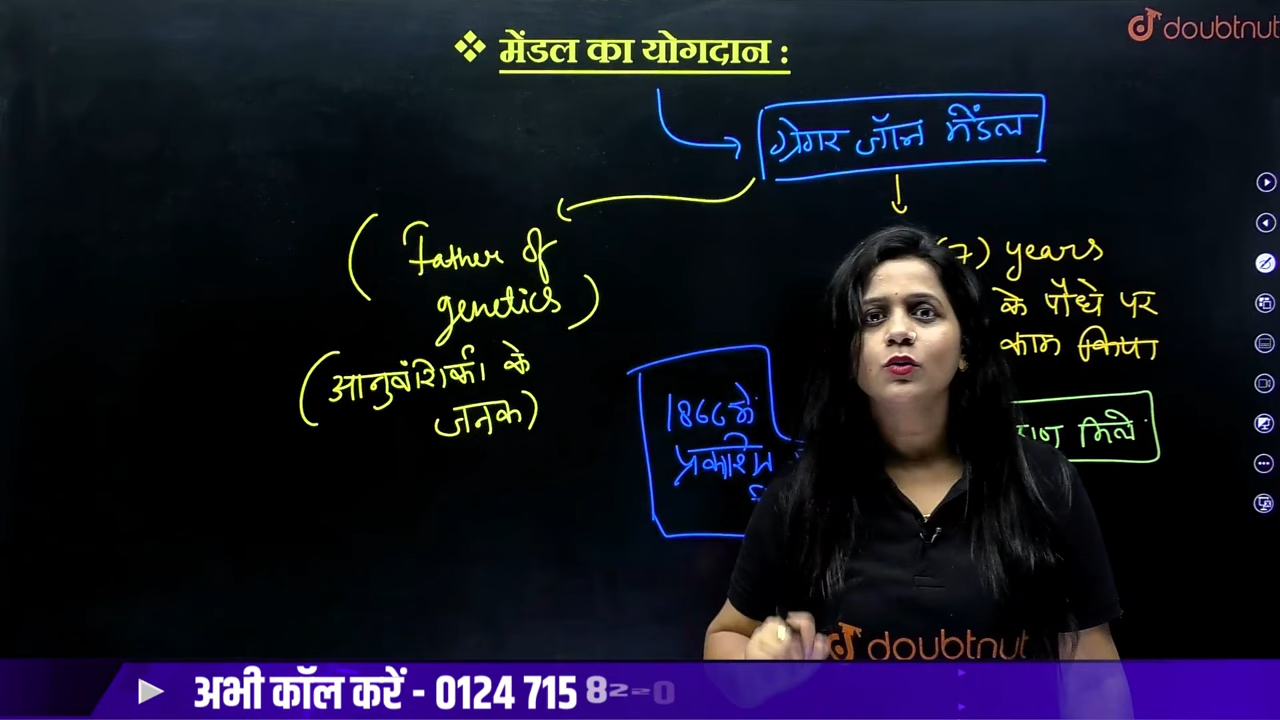 doubtnut
❖ मेंडल का योगदान :
ग्रेगर जॉन मेंडल
(Father of
genetics)
(आनुवंशिकी के
जनक)
(7) years
के पौधे पर
काम किया
1866 में
प्रकाशित
मिले
doubtnut
अभी कॉल करें - 0124 715 8